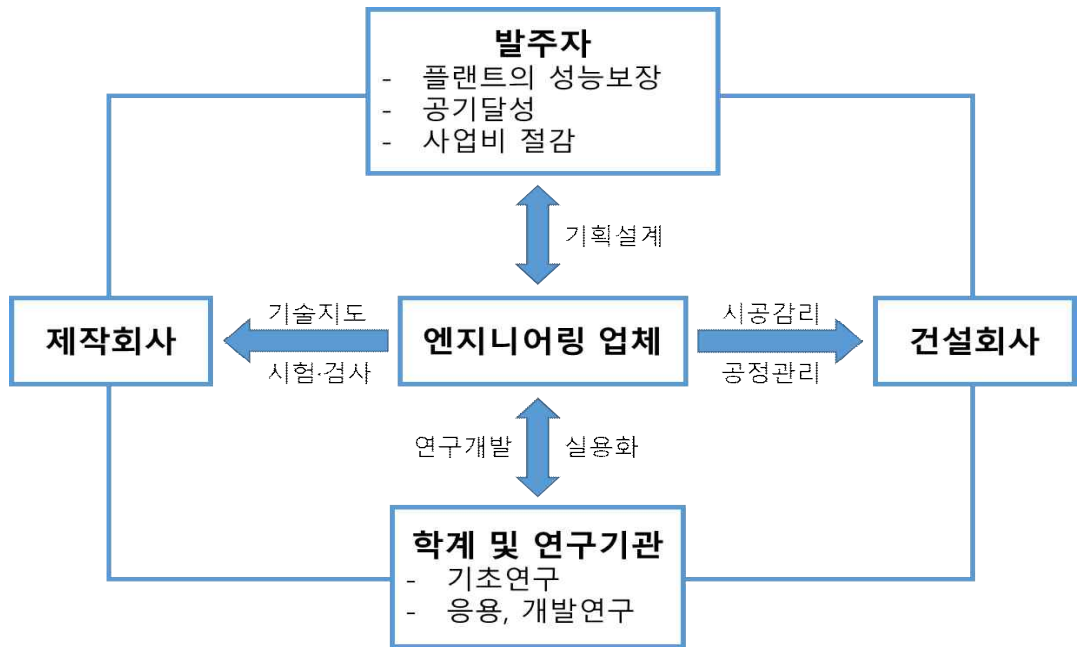 발주자
- 플랜트의 성능보장
- 공기달성
- 사업비 절감
기획설계
제작회사
기술지도
시험·검사
엔지니어링 업체
시공감리
공정관리
건설회사
연구개발
실용화
학계 및 연구기관
- 기초연구
- 응용, 개발연구